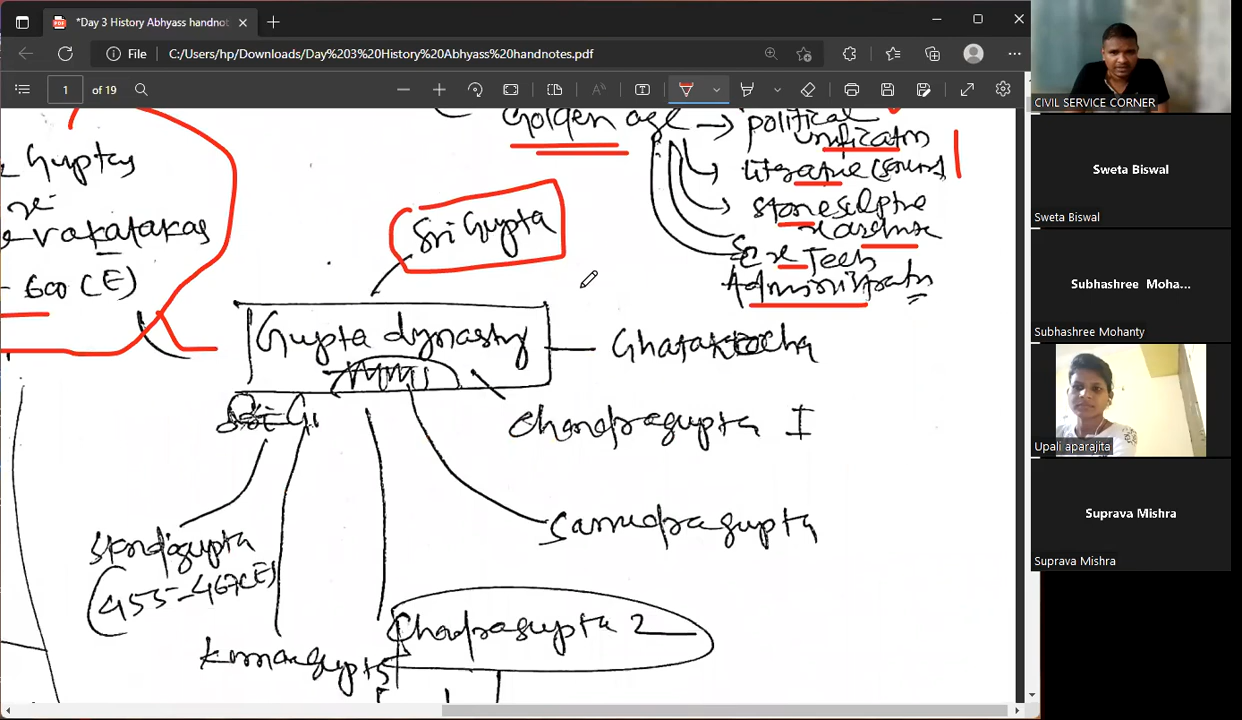 *Day 3 History Abhyass handnot
File
C:/Users/hp/Downloads/Day%203%20History%20Abhyass%20handnotes.pdf
1 of 19
Golden age → political
unification
literature
stone sculpture
Tech
Administration
Guptas
vakatakas
- 600 CE)
Sri Gupta
Gupta dynasty
Ghatakotcha
Chandragupta I
Samudragupta
Skandagupta
(455-467CE)
Kumargupta
Chandragupta 2
CIVIL SERVICE CORNER
Sweta Biswal
Sweta Biswal
Subhashree Moha...
Subhashree Mohanty
Upali aparajita
Suprava Mishra
Suprava Mishra